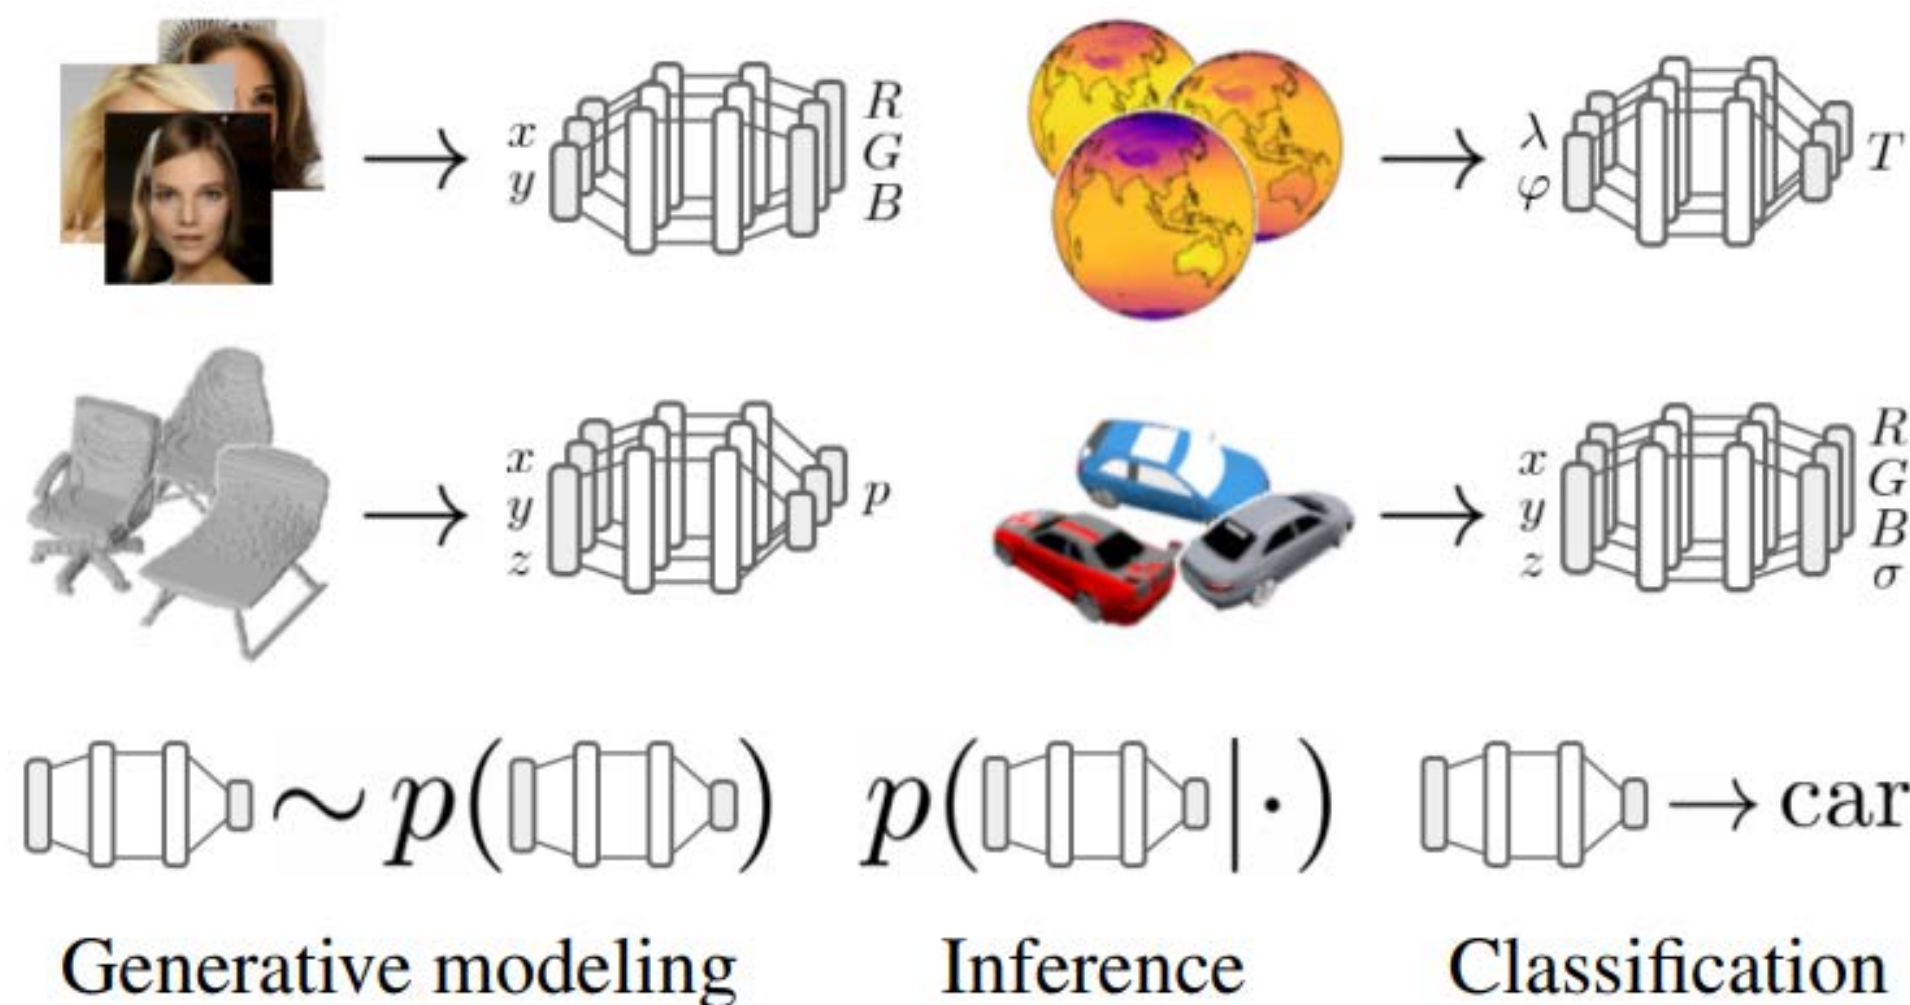 x
y
R
G
B
λ
φ
T
x
y
z
p
x
y
z
R
G
B
σ
∼ p( )
p( | · )
→ car
Generative modeling
Inference
Classification